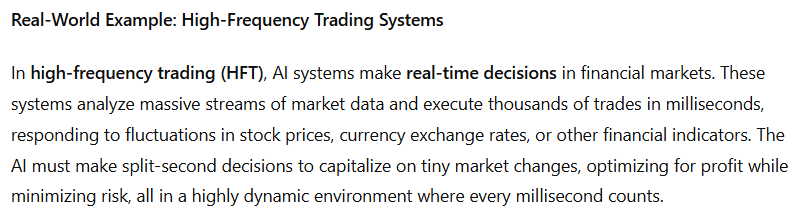 Real-World Example: High-Frequency Trading Systems
In high-frequency trading (HFT), AI systems make real-time decisions in financial markets. These
systems analyze massive streams of market data and execute thousands of trades in milliseconds,
responding to fluctuations in stock prices, currency exchange rates, or other financial indicators. The
AI must make split-second decisions to capitalize on tiny market changes, optimizing for profit while
minimizing risk, all in a highly dynamic environment where every millisecond counts.